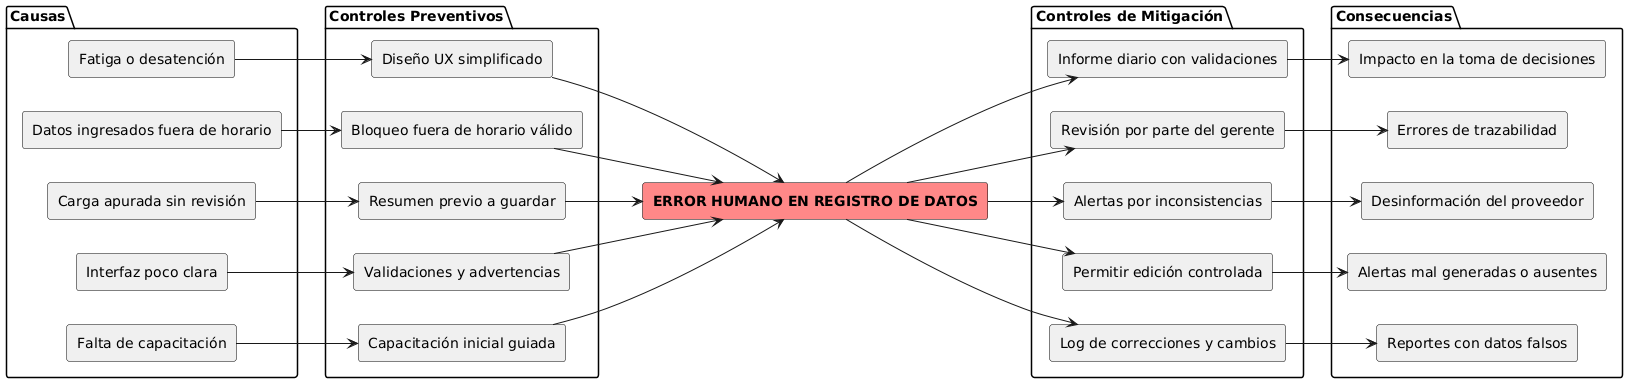 Causas
Fatiga o desatención
Datos ingresados fuera de horario
Carga apurada sin revisión
Interfaz poco clara
Falta de capacitación
Controles Preventivos
Diseño UX simplificado
Bloqueo fuera de horario válido
Resumen previo a guardar
Validaciones y advertencias
Capacitación inicial guiada
ERROR HUMANO EN REGISTRO DE DATOS
Controles de Mitigación
Informe diario con validaciones
Revisión por parte del gerente
Alertas por inconsistencias
Permitir edición controlada
Log de correcciones y cambios
Consecuencias
Impacto en la toma de decisiones
Errores de trazabilidad
Desinformación del proveedor
Alertas mal generadas o ausentes
Reportes con datos falsos